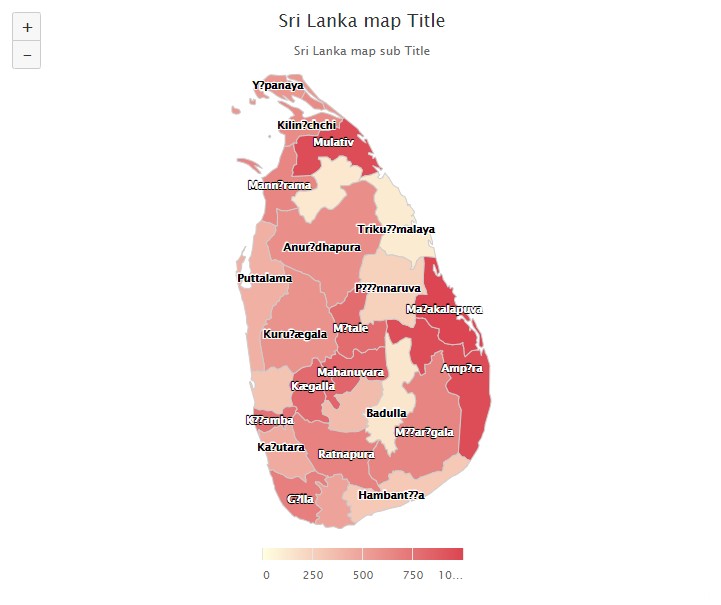 +
−
Sri Lanka map Title
Sri Lanka map sub Title
Y?panaya
Kilin?chchi
Mulativ
Mann?rama
Triku??malaya
Anur?dhapura
Puttalama
P???nnaruva
Ma?akalapuva
Kuru?ægala
M?tale
Mahanuvara
Amp?ra
Kægalla
Badulla
K??amba
M??ar?gala
Ka?utara
Ratnapura
G?lla
Hambant??a
0 250 500 750 10...